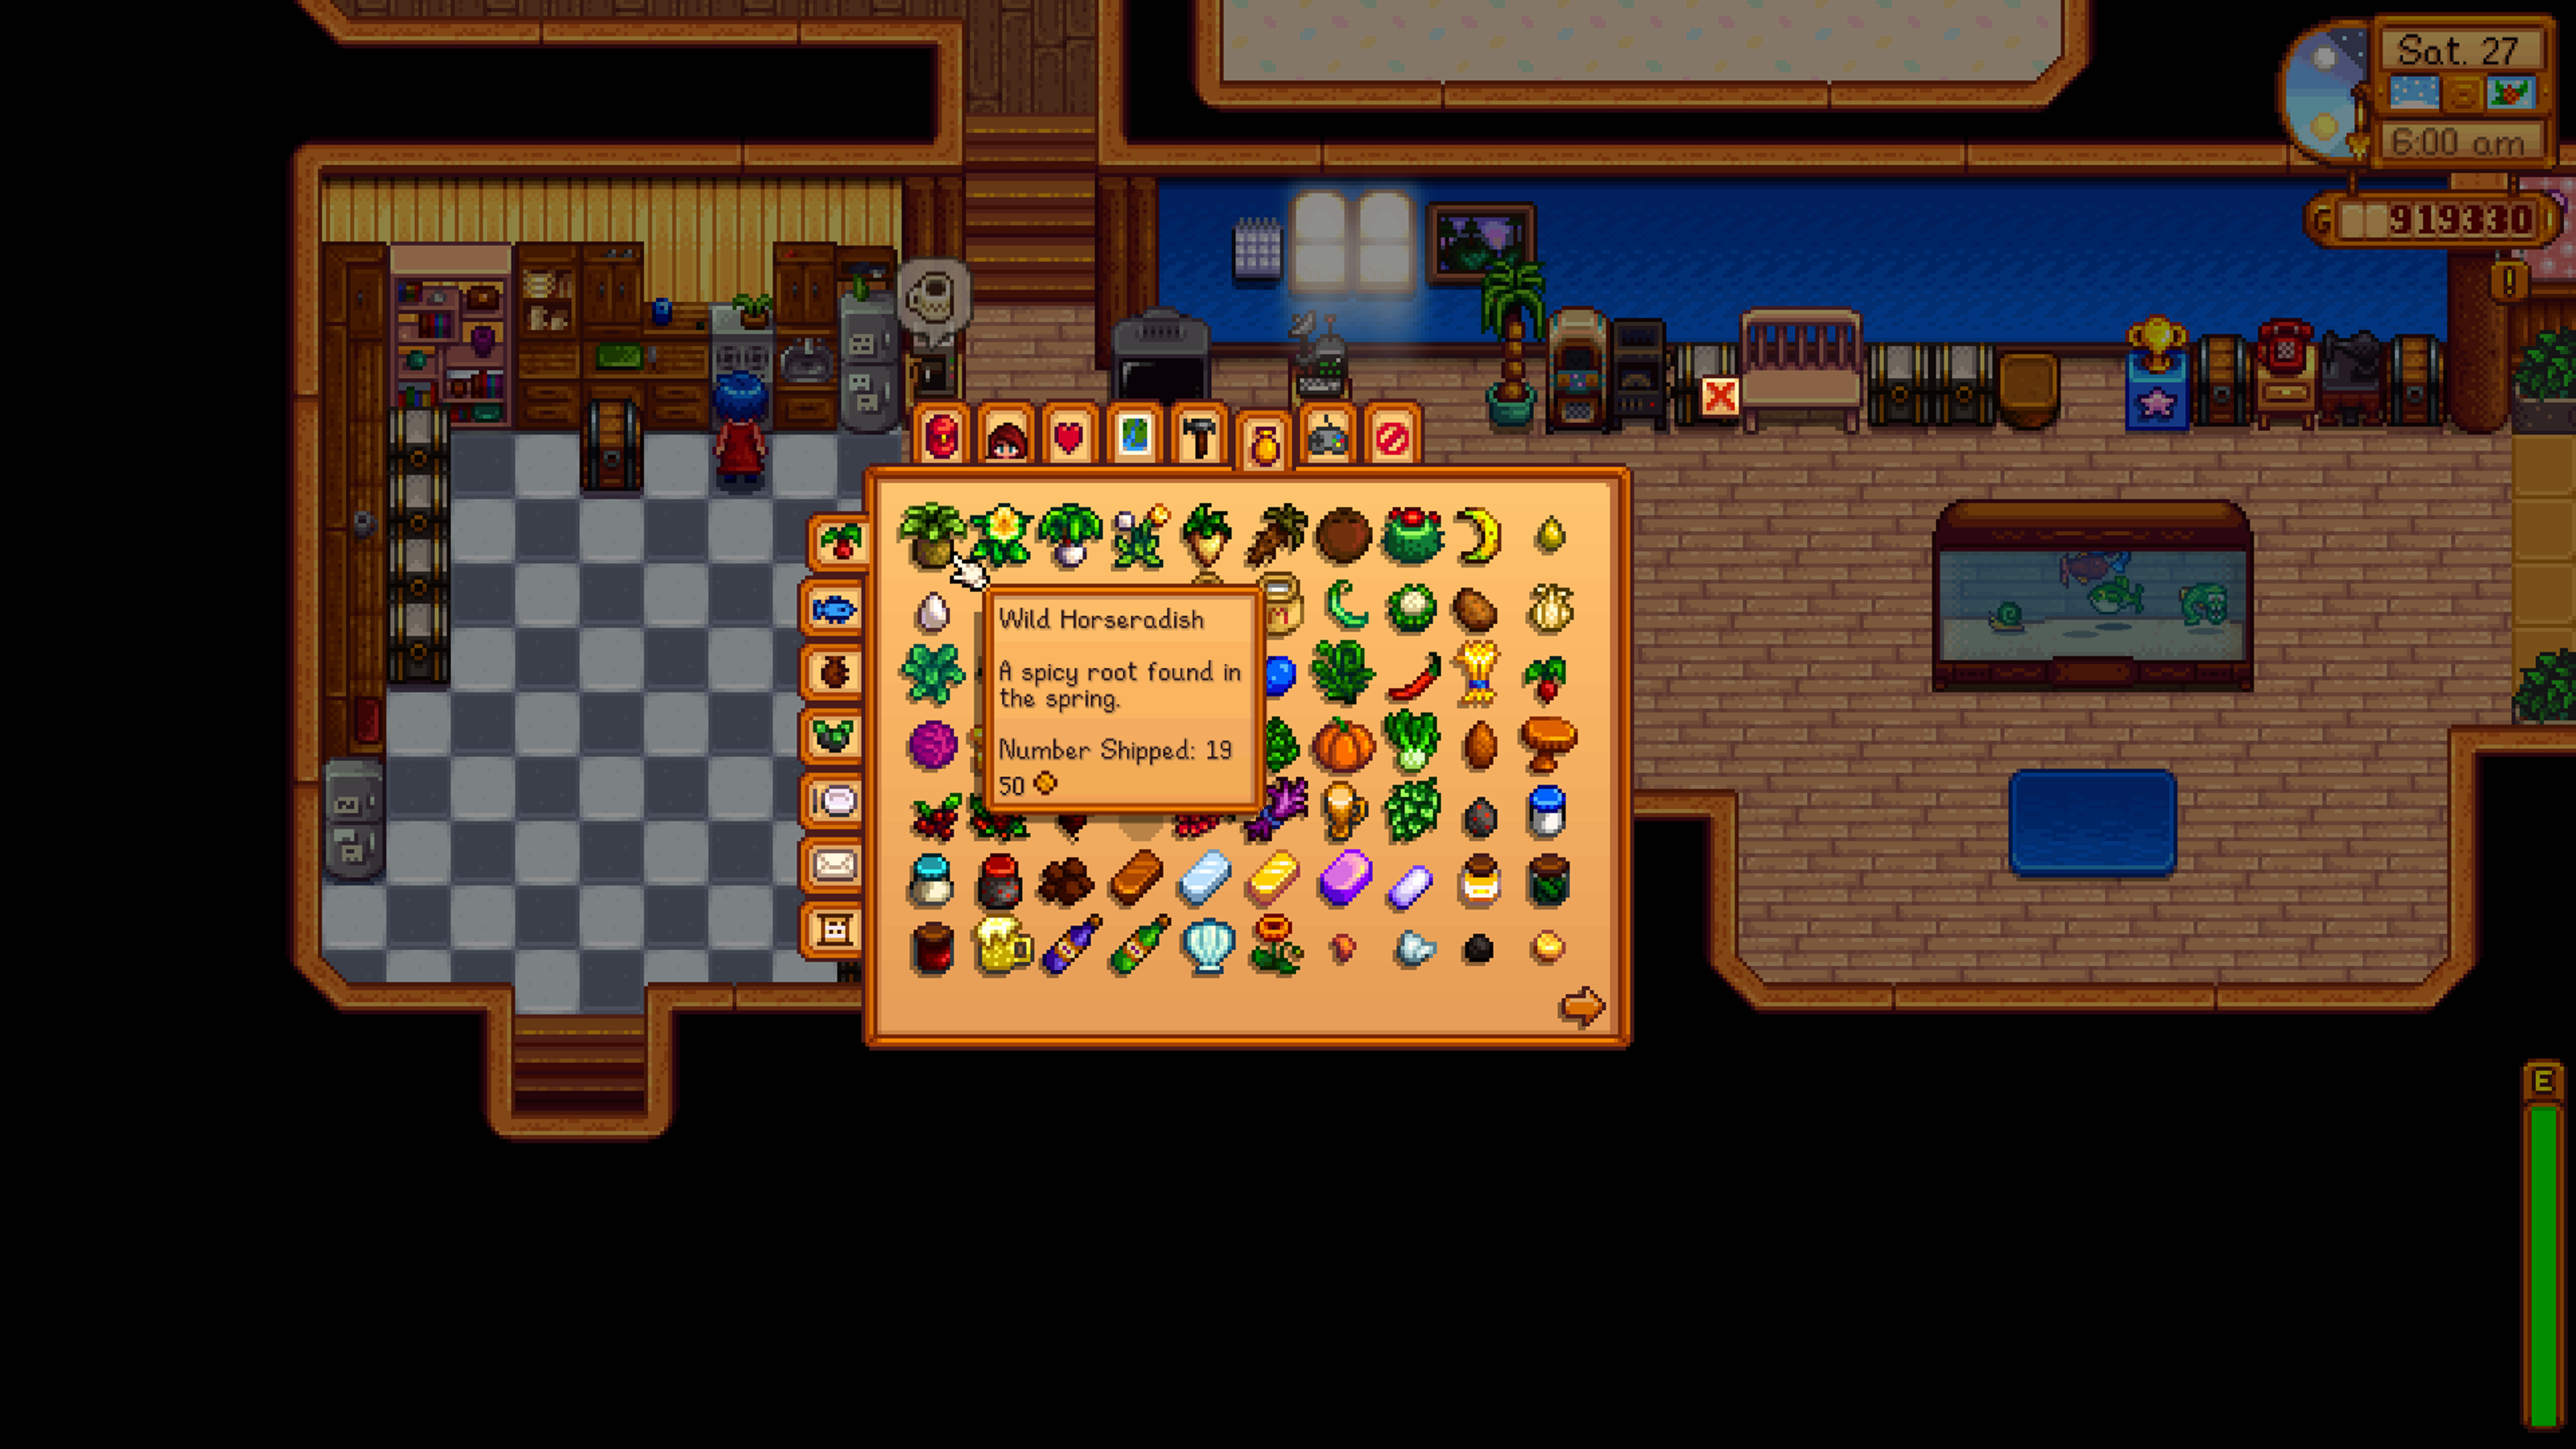 Sat. 27
6:00 am
G 919330
!
Wild Horseradish
A spicy root found in
the spring.
Number Shipped: 19
50
E